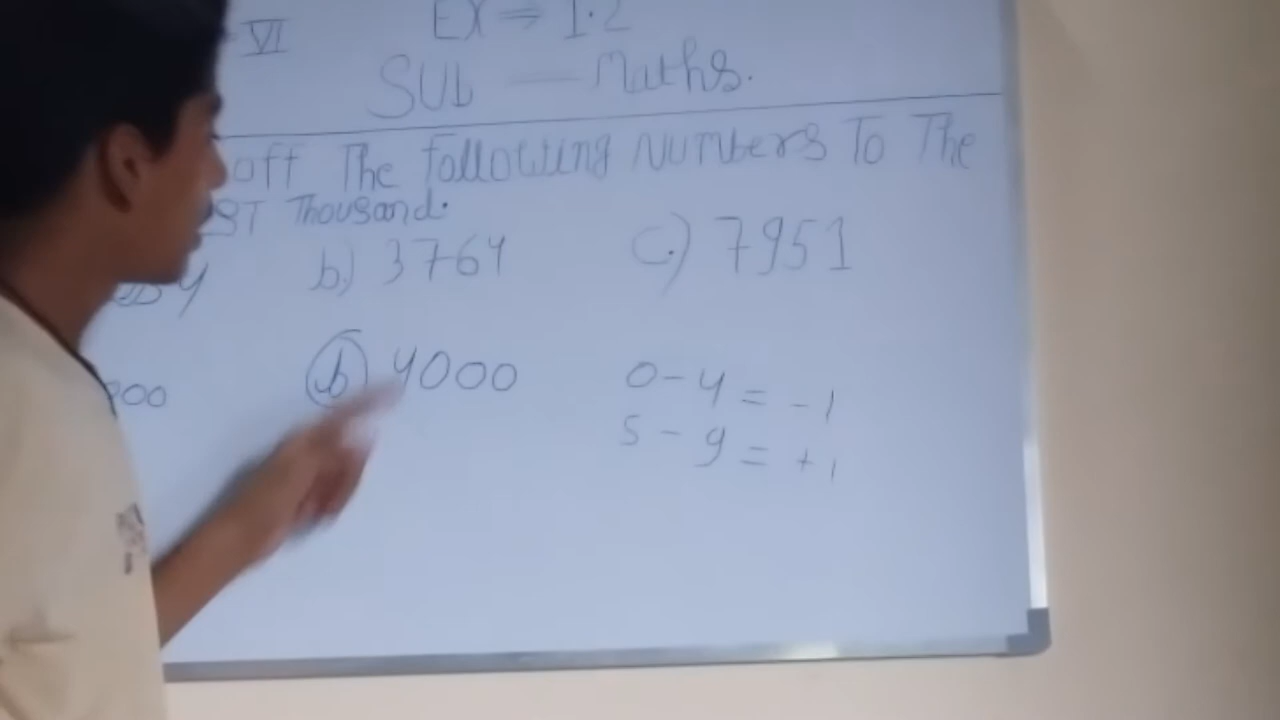 VI EX ⇒ 1.2
SUb — Maths.
off The following Numbers To The
ST Thousand.
b.) 3764 c.) 7951
(b) 4000
0-4 = -1
5-9 = +1